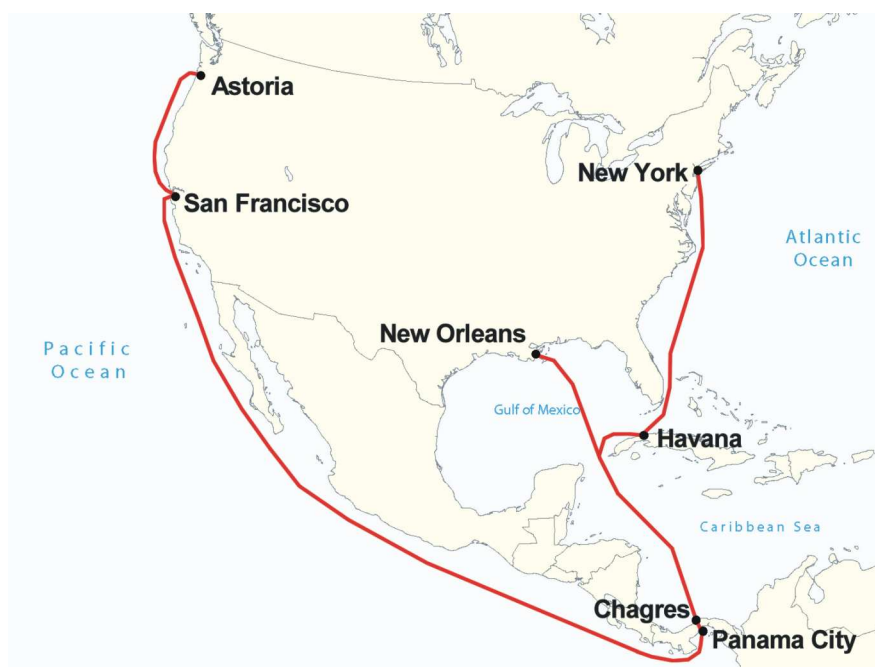 Astoria
New York
San Francisco
Atlantic
Ocean
New Orleans
Pacific
Ocean
Gulf of Mexico
Havana
Caribbean Sea
Chagres
Panama City